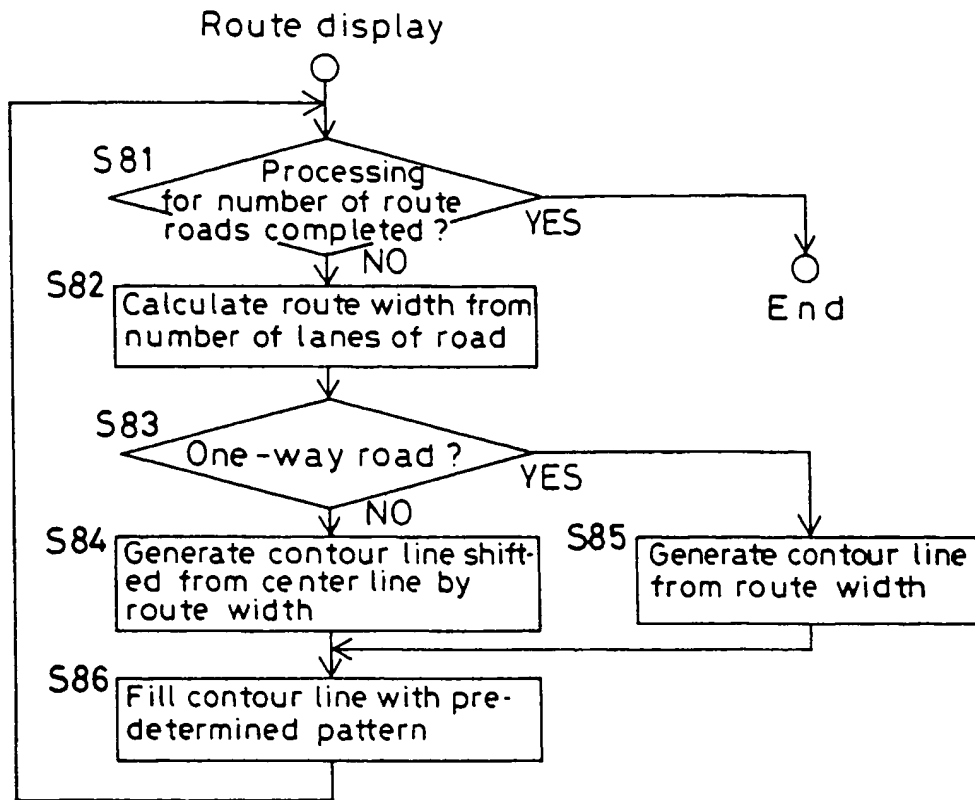 Route display
S81
Processing
for number of route
roads completed ?
YES
NO
End
S82
Calculate route width from
number of lanes of road
S83
One-way road ?
YES
NO
S84
Generate contour line shift-
ed from center line by
route width
S85
Generate contour line
from route width
S86
Fill contour line with pre-
determined pattern